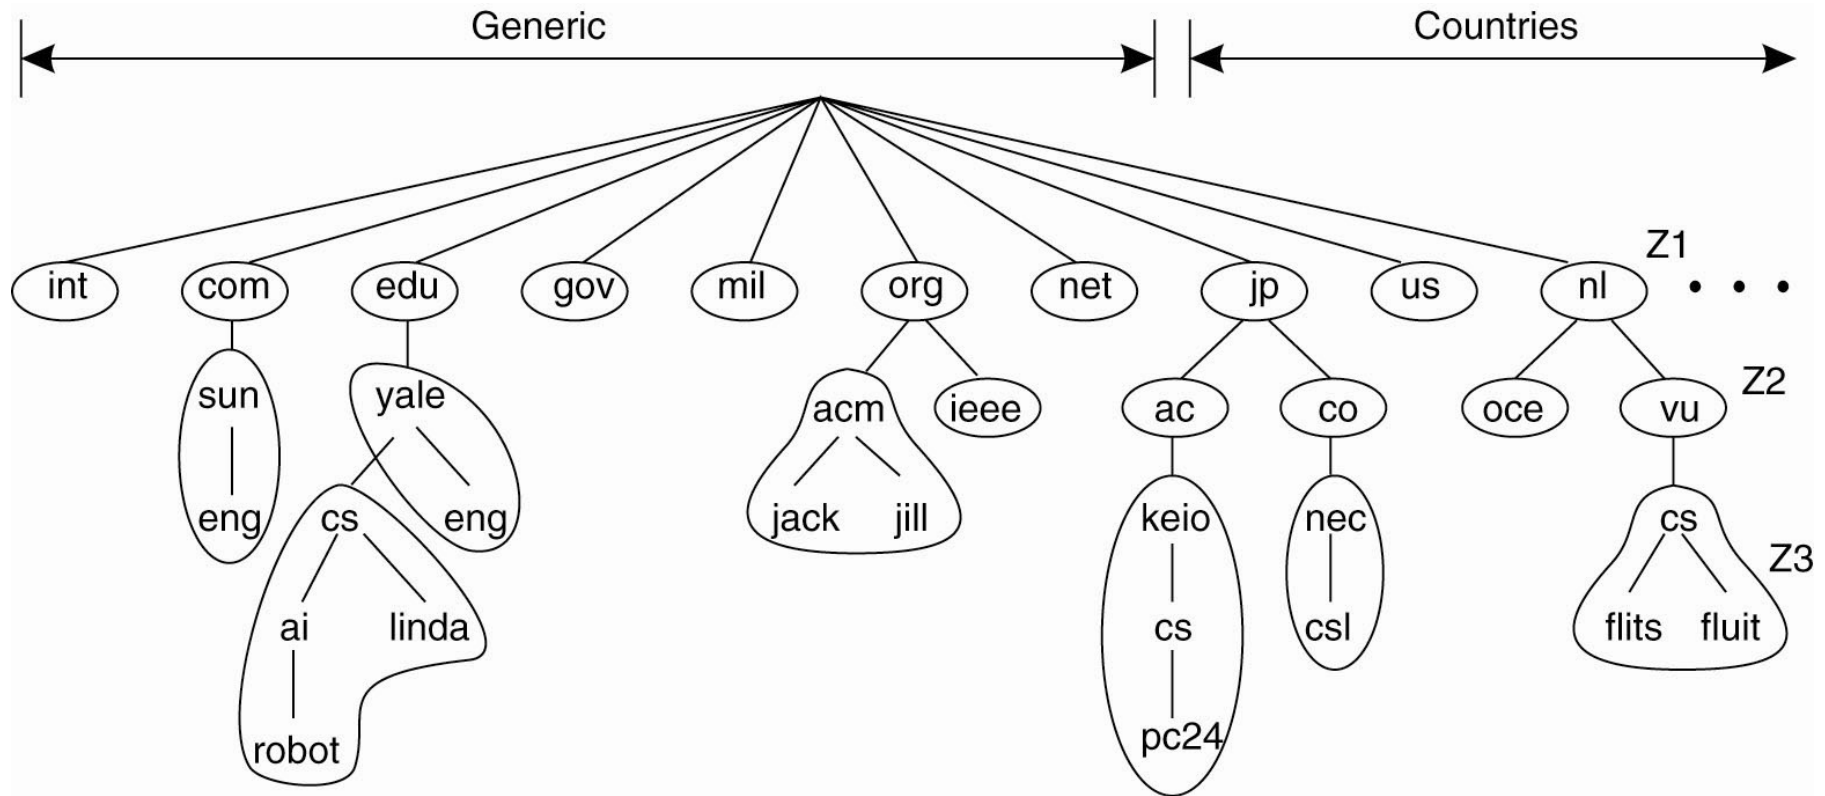 Generic Countries
Z1
int com edu gov mil org net jp us nl • • •
Z2
sun yale acm ieee ac co oce vu
eng cs eng jack jill keio nec cs
Z3
ai linda cs csl flits fluit
robot pc24